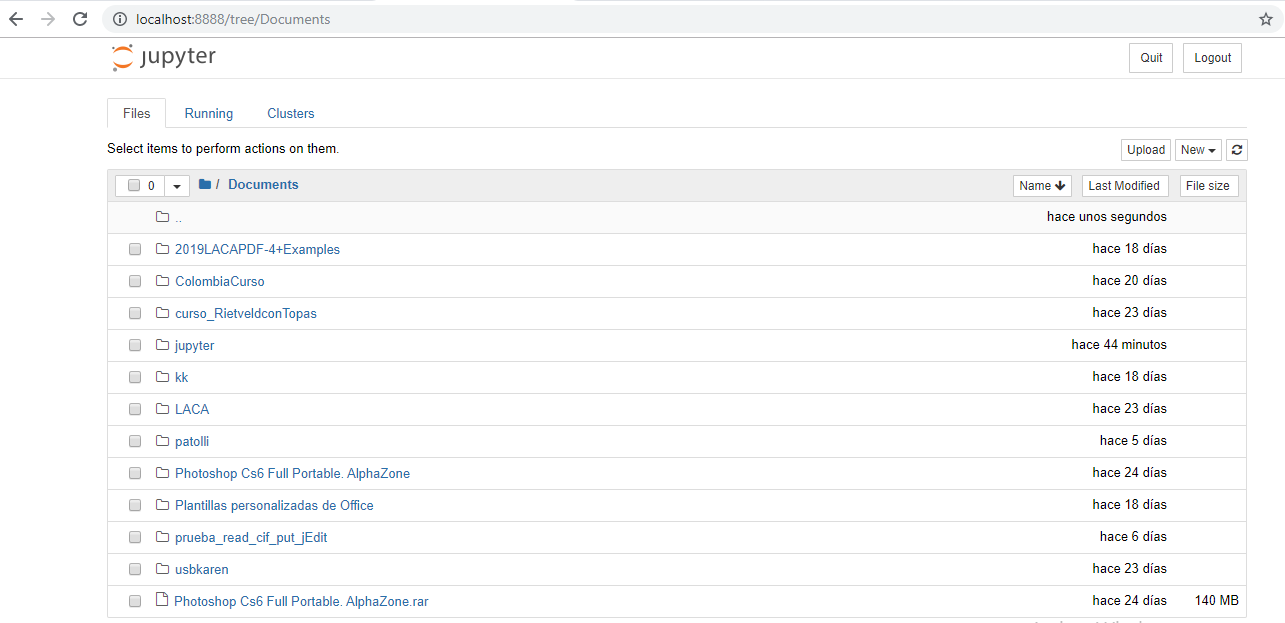 localhost:8888/tree/Documents
jupyter
Quit
Logout
Files
Running
Clusters
Select items to perform actions on them.
Upload
New
0
/ Documents
Name
Last Modified
File size
.. hace unos segundos
2019LACAPDF-4+Examples hace 18 días
ColombiaCurso hace 20 días
curso_RietveldconTopas hace 23 días
jupyter hace 44 minutos
kk hace 18 días
LACA hace 23 días
patolli hace 5 días
Photoshop Cs6 Full Portable. AlphaZone hace 24 días
Plantillas personalizadas de Office hace 18 días
prueba_read_cif_put_jEdit hace 6 días
usbkaren hace 23 días
Photoshop Cs6 Full Portable. AlphaZone.rar hace 24 días 140 MB